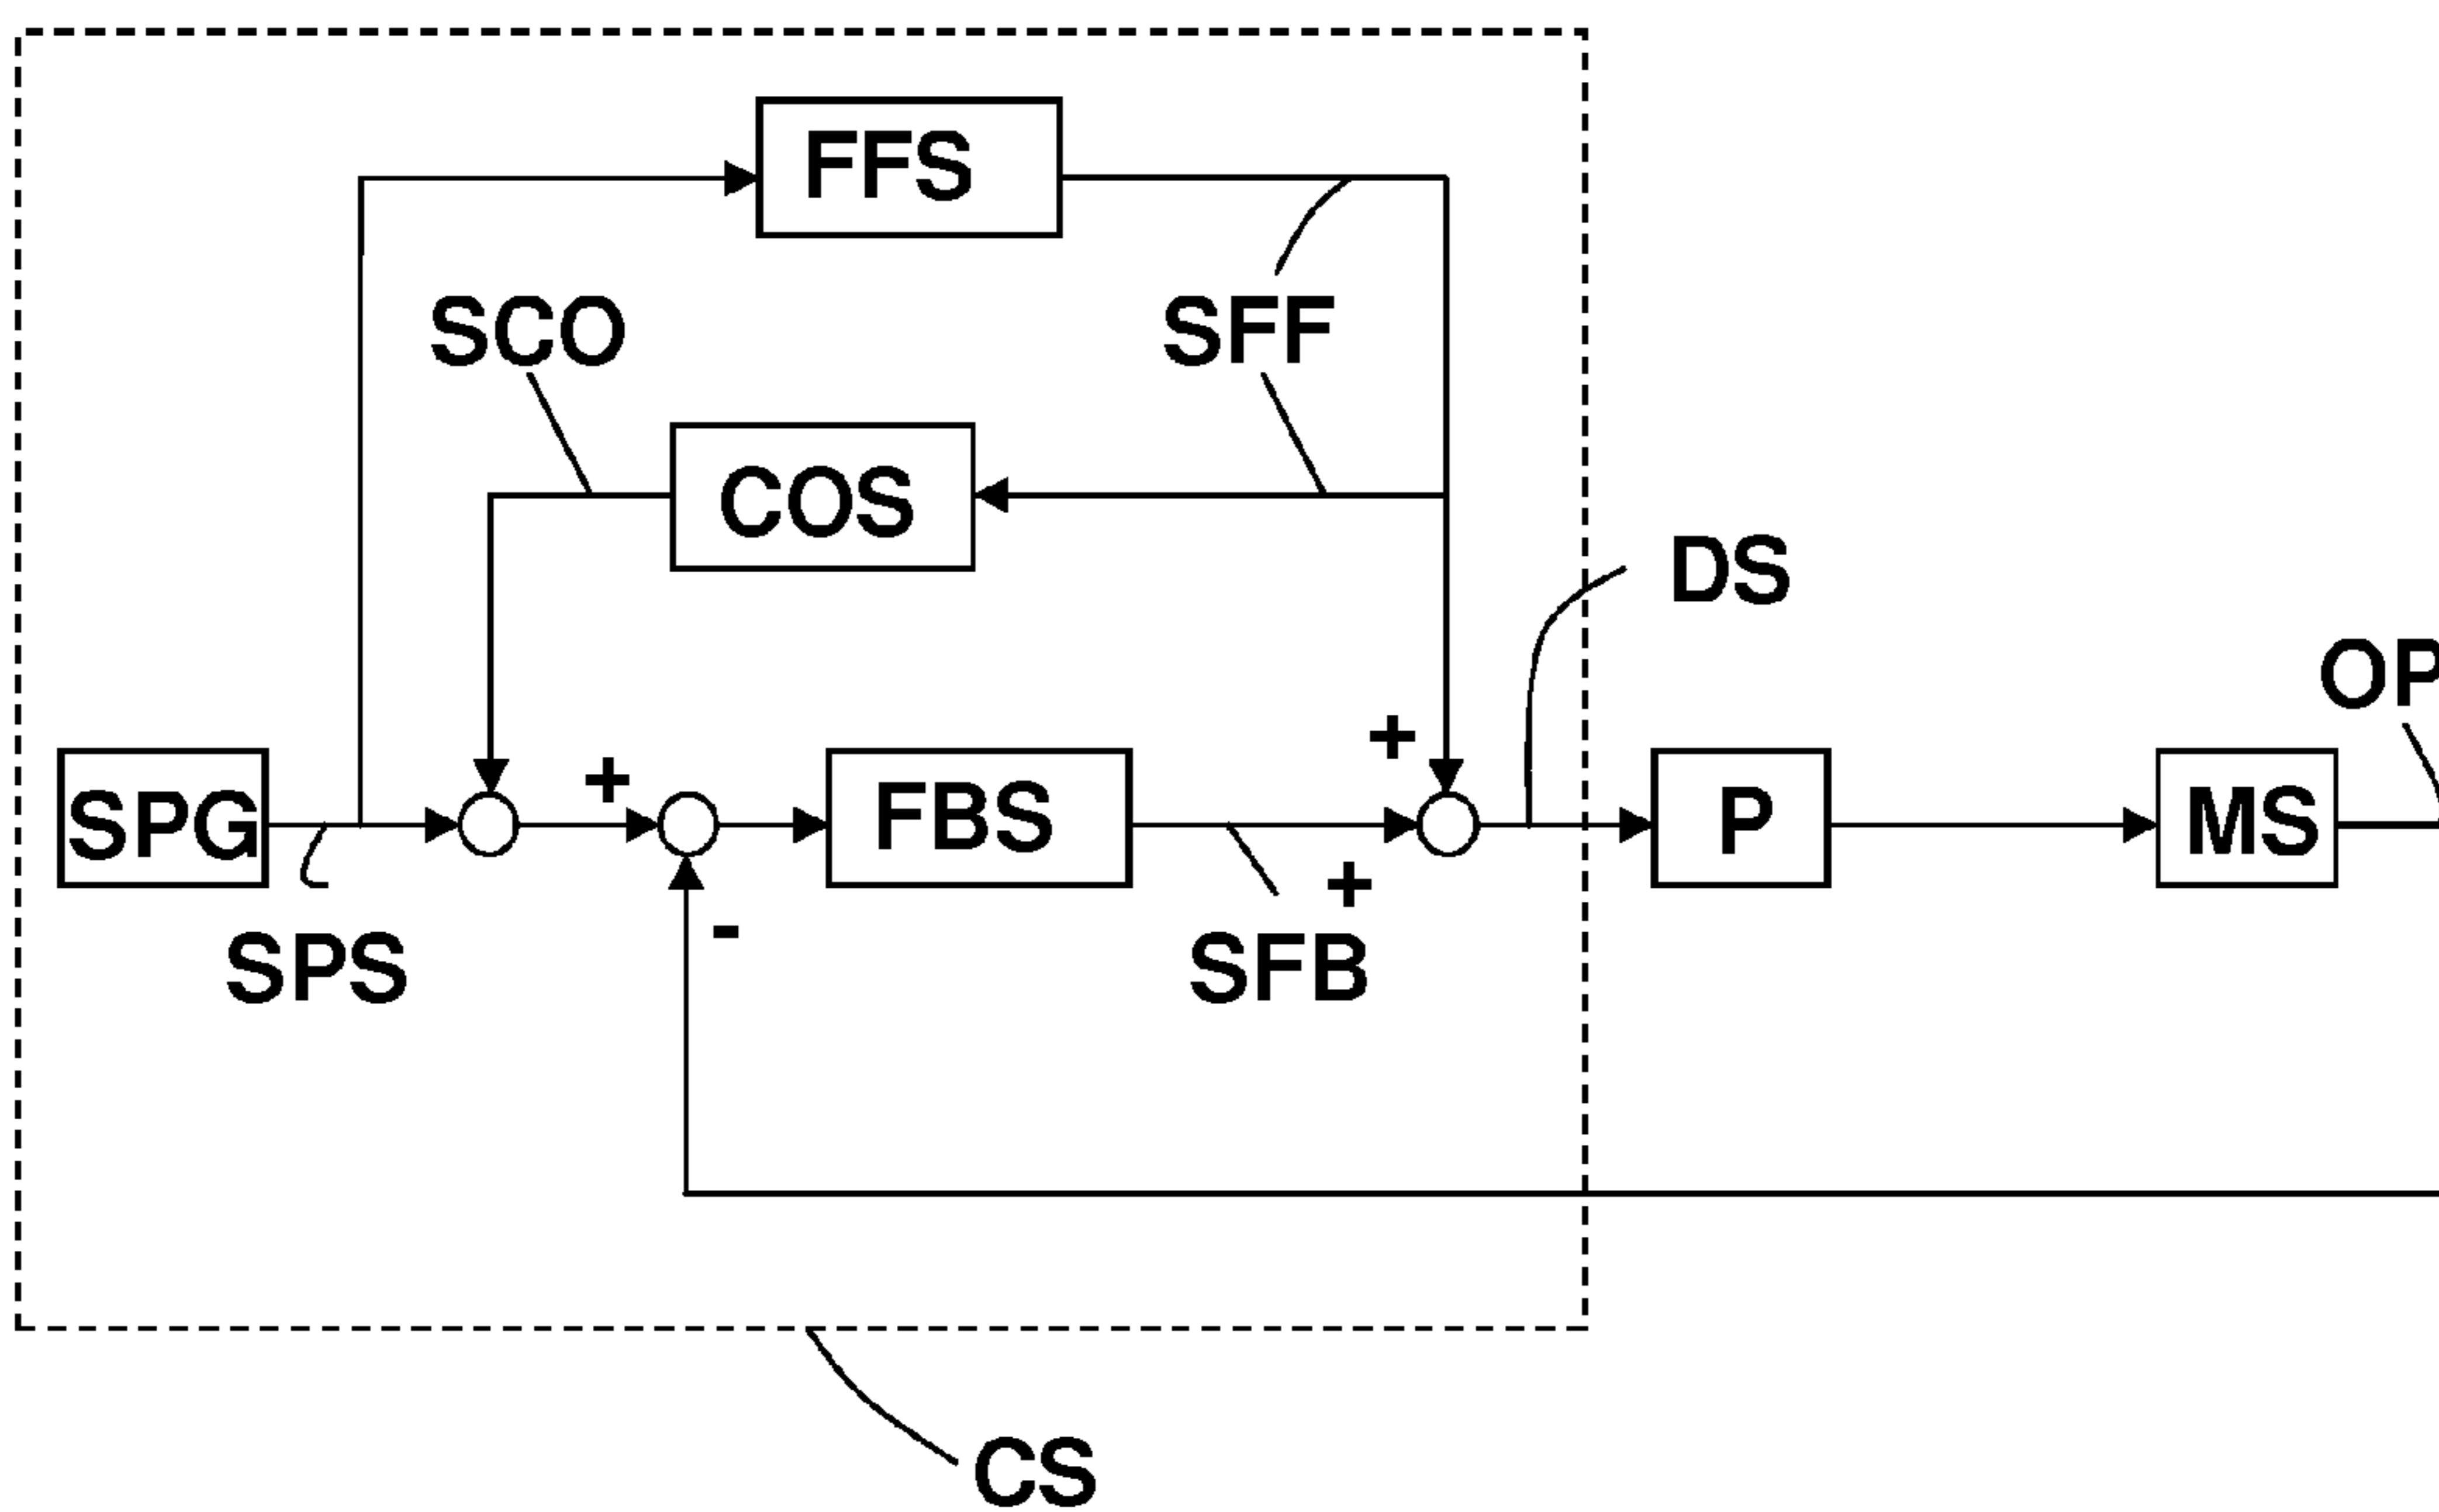 FFS
SCO SFF
COS
DS
OP
+
+
SPG FBS P MS
+
-
SPS SFB
CS